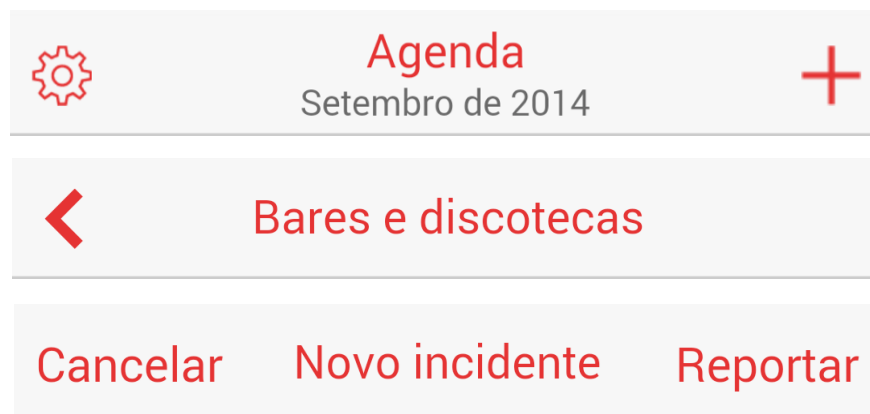 Agenda
Setembro de 2014
Bares e discotecas
Cancelar Novo incidente Reportar